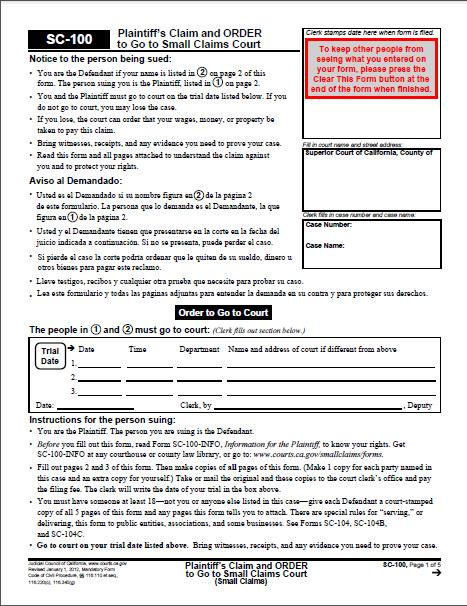 SC-100
Plaintiff's Claim and ORDER
to Go to Small Claims Court
Clerk stamps date here when form is filed.
To keep other people from
seeing what you entered on
your form, please press the
Clear This Form button at the
end of the form when finished.
Notice to the person being sued:
• You are the Defendant if your name is listed in ② on page 2 of this
form. The person suing you is the Plaintiff, listed in ① on page 2.
• You and the Plaintiff must go to court on the trial date listed below. If you
do not go to court, you may lose the case.
• If you lose, the court can order that your wages, money, or property be
taken to pay this claim.
• Bring witnesses, receipts, and any evidence you need to prove your case.
• Read this form and all pages attached to understand the claim against
you and to protect your rights.
Fill in court name and street address:
Superior Court of California, County of
Aviso al Demandado:
• Usted es el Demandado si su nombre figura en ② de la página 2
de este formulario. La persona que lo demanda es el Demandante, la que
figura en ① de la página 2.
• Usted y el Demandante tienen que presentarse en la corte en la fecha del
juicio indicada a continuación. Si no se presenta, puede perder el caso.
• Si pierde el caso la corte podría ordenar que le quiten de su sueldo, dinero u
otros bienes para pagar este reclamo.
• Lleve testigos, recibos y cualquier otra prueba que necesite para probar su caso.
• Lea este formulario y todas las páginas adjuntas para entender la demanda en su contra y para proteger sus derechos.
Clerk fills in case number and case name:
Case Number:
Case Name:
Order to Go to Court
The people in ① and ② must go to court: (Clerk fills out section below.)
Trial
Date
→ Date Time Department Name and address of court if different from above
1.
2.
3.
Date: Clerk, by , Deputy
Instructions for the person suing:
• You are the Plaintiff. The person you are suing is the Defendant.
• Before you fill out this form, read Form SC-100-INFO, Information for the Plaintiff, to know your rights. Get
SC-100-INFO at any courthouse or county law library, or go to: www.courts.ca.gov/smallclaims/forms.
• Fill out pages 2 and 3 of this form. Then make copies of all pages of this form. (Make 1 copy for each party named in
this case and an extra copy for yourself.) Take or mail the original and these copies to the court clerk's office and pay
the filing fee. The clerk will write the date of your trial in the box above.
• You must have someone at least 18—not you or anyone else listed in this case—give each Defendant a court-stamped
copy of all 5 pages of this form and any pages this form tells you to attach. There are special rules for "serving," or
delivering, this form to public entities, associations, and some businesses. See Forms SC-104, SC-104B,
and SC-104C.
• Go to court on your trial date listed above. Bring witnesses, receipts, and any evidence you need to prove your case.
Judicial Council of California, www.courts.ca.gov
Revised January 1, 2012, Mandatory Form
Code of Civil Procedure, §§ 116.110 et seq.,
116.220(c), 116.340(g)
Plaintiff's Claim and ORDER
to Go to Small Claims Court
(Small Claims)
SC-100, Page 1 of 5
→